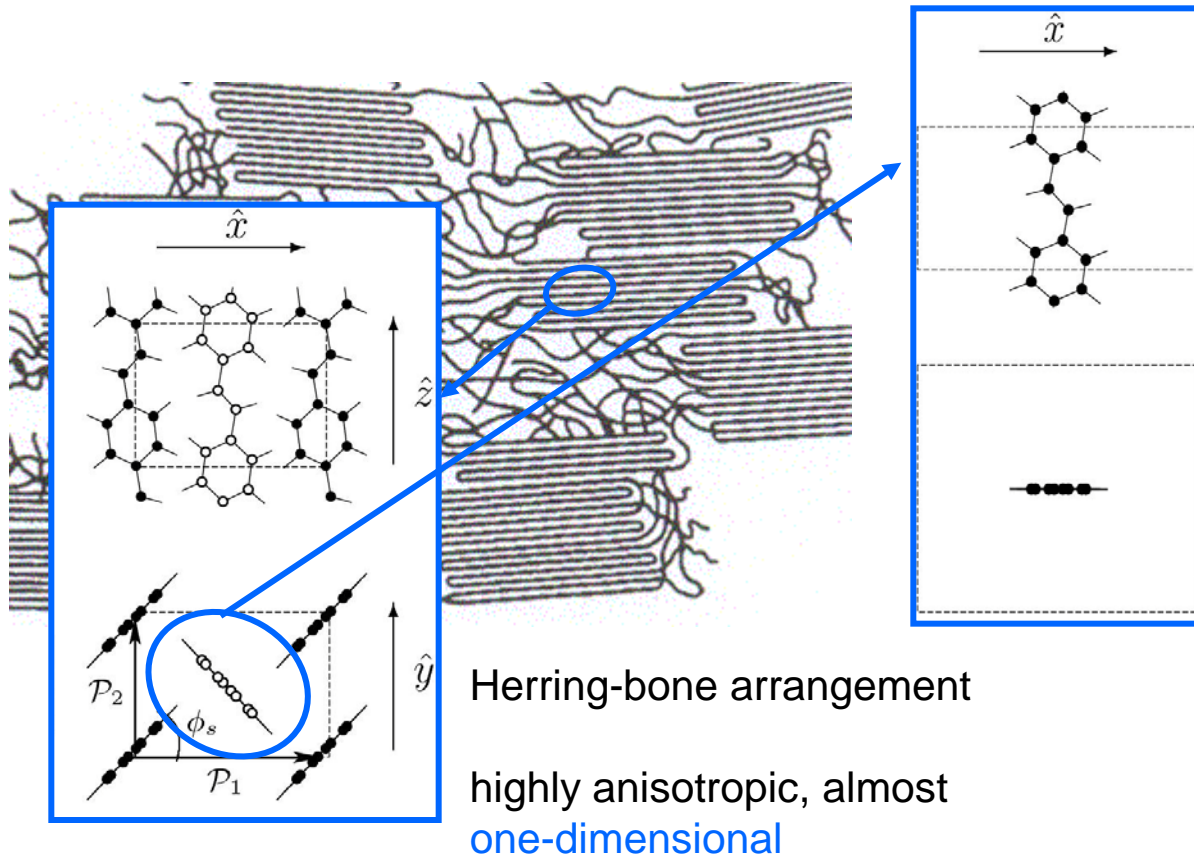 x̂
x̂
ẑ
ŷ
𝒫₂
ϕₛ
𝒫₁
Herring-bone arrangement
highly anisotropic, almost
one-dimensional